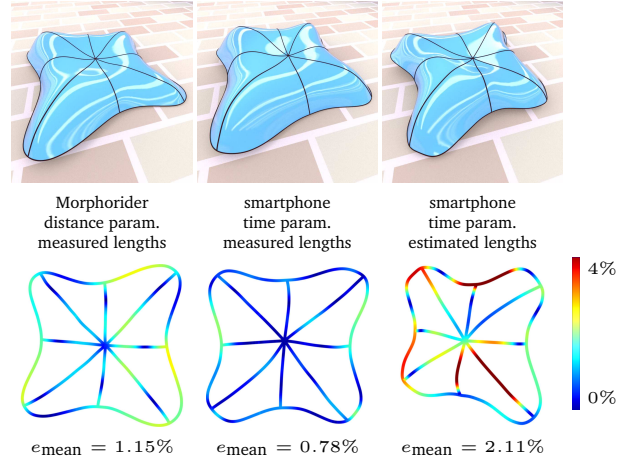 Morphorider
distance param.
measured lengths
smartphone
time param.
measured lengths
smartphone
time param.
estimated lengths
4%
0%
e_mean = 1.15%
e_mean = 0.78%
e_mean = 2.11%